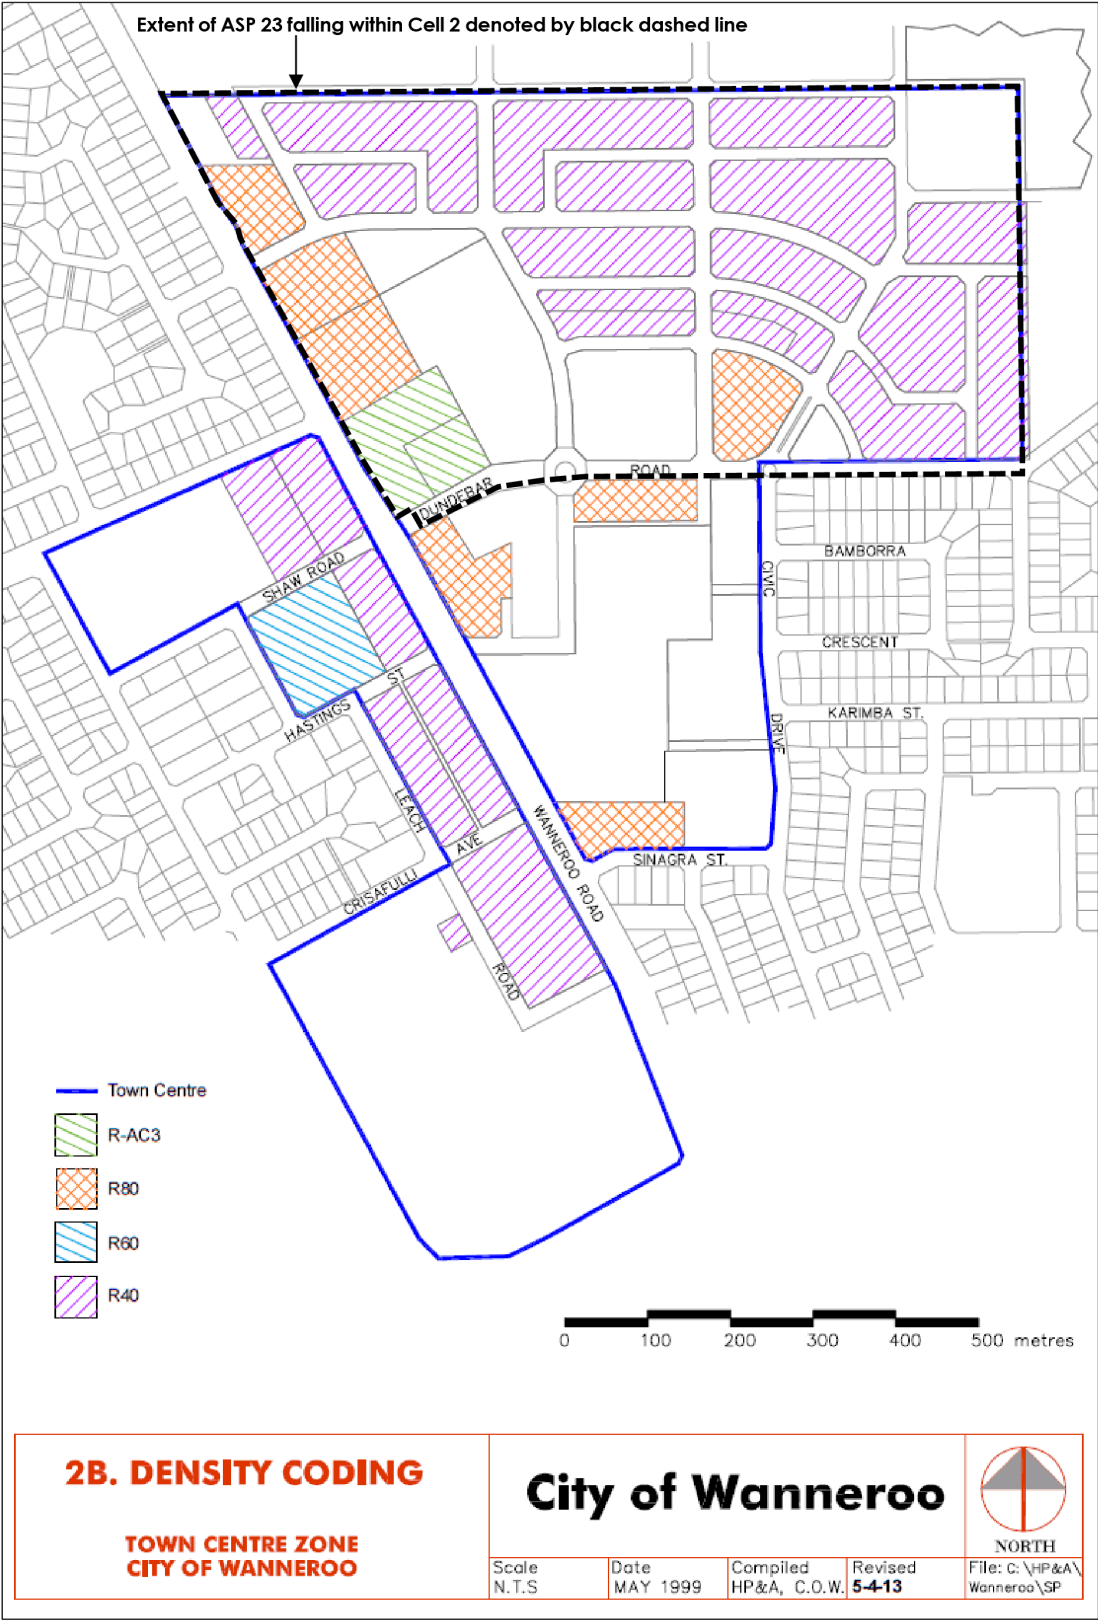 Extent of ASP 23 falling within Cell 2 denoted by black dashed line
ROAD
DUNDEBAR
BAMBORRA
SHAW ROAD
CIVIC
CRESCENT
ST
HASTINGS
KARIMBA ST.
DRIVE
LEACH
WANNEROO ROAD
AVE
SINAGRA ST.
CRISAFULLI
ROAD
Town Centre
R-AC3
R80
R60
R40
0 100 200 300 400 500 metres
2B. DENSITY CODING
TOWN CENTRE ZONE
CITY OF WANNEROO
City of Wanneroo
NORTH
Scale
N.T.S
Date
MAY 1999
Compiled
HP&A, C.O.W.
Revised
5-4-13
File: C:\HP&A\
Wanneroo\SP